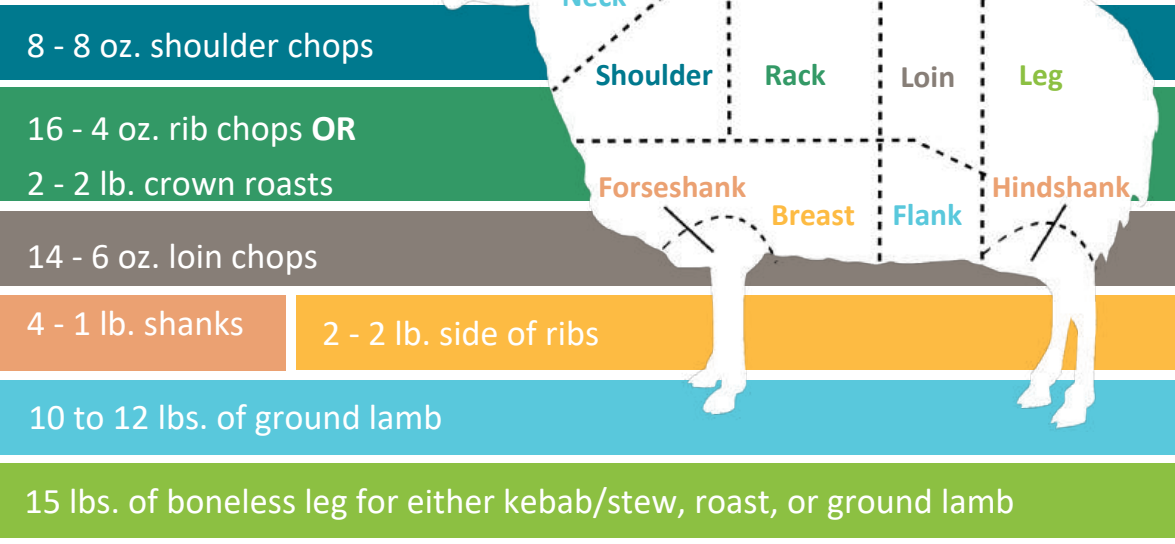 Neck
8 - 8 oz. shoulder chops
Shoulder
Rack
Loin
Leg
16 - 4 oz. rib chops OR
2 - 2 lb. crown roasts
Forseshank
Breast
Flank
Hindshank
14 - 6 oz. loin chops
4 - 1 lb. shanks
2 - 2 lb. side of ribs
10 to 12 lbs. of ground lamb
15 lbs. of boneless leg for either kebab/stew, roast, or ground lamb